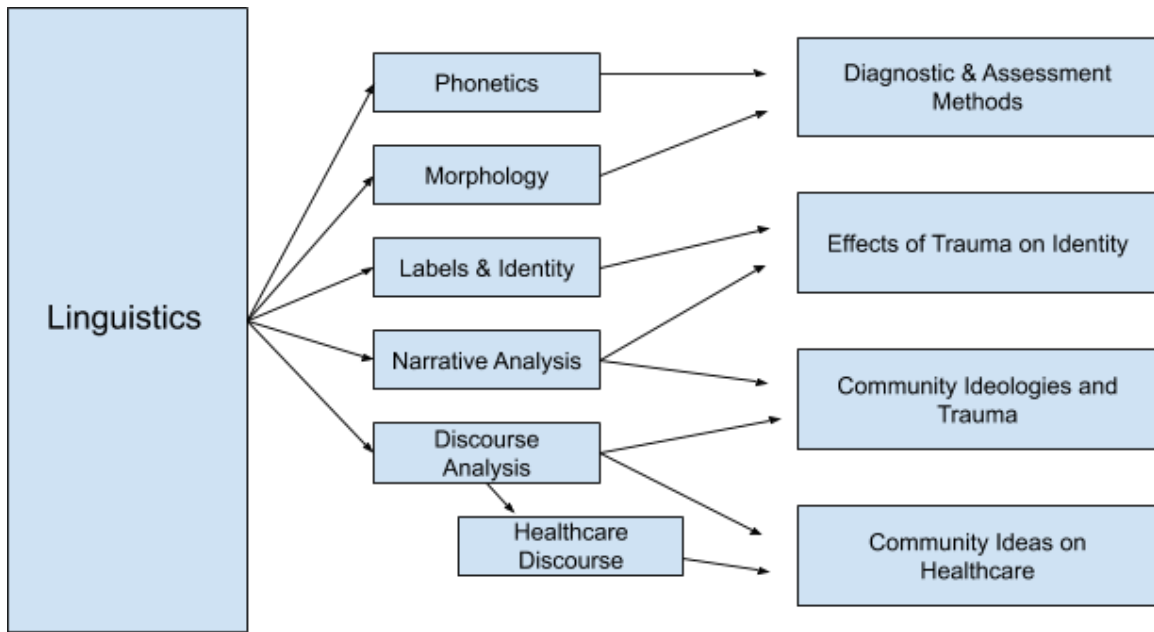 Linguistics
Phonetics
Morphology
Labels & Identity
Narrative Analysis
Discourse
Analysis
Healthcare
Discourse
Diagnostic & Assessment
Methods
Effects of Trauma on Identity
Community Ideologies and
Trauma
Community Ideas on
Healthcare